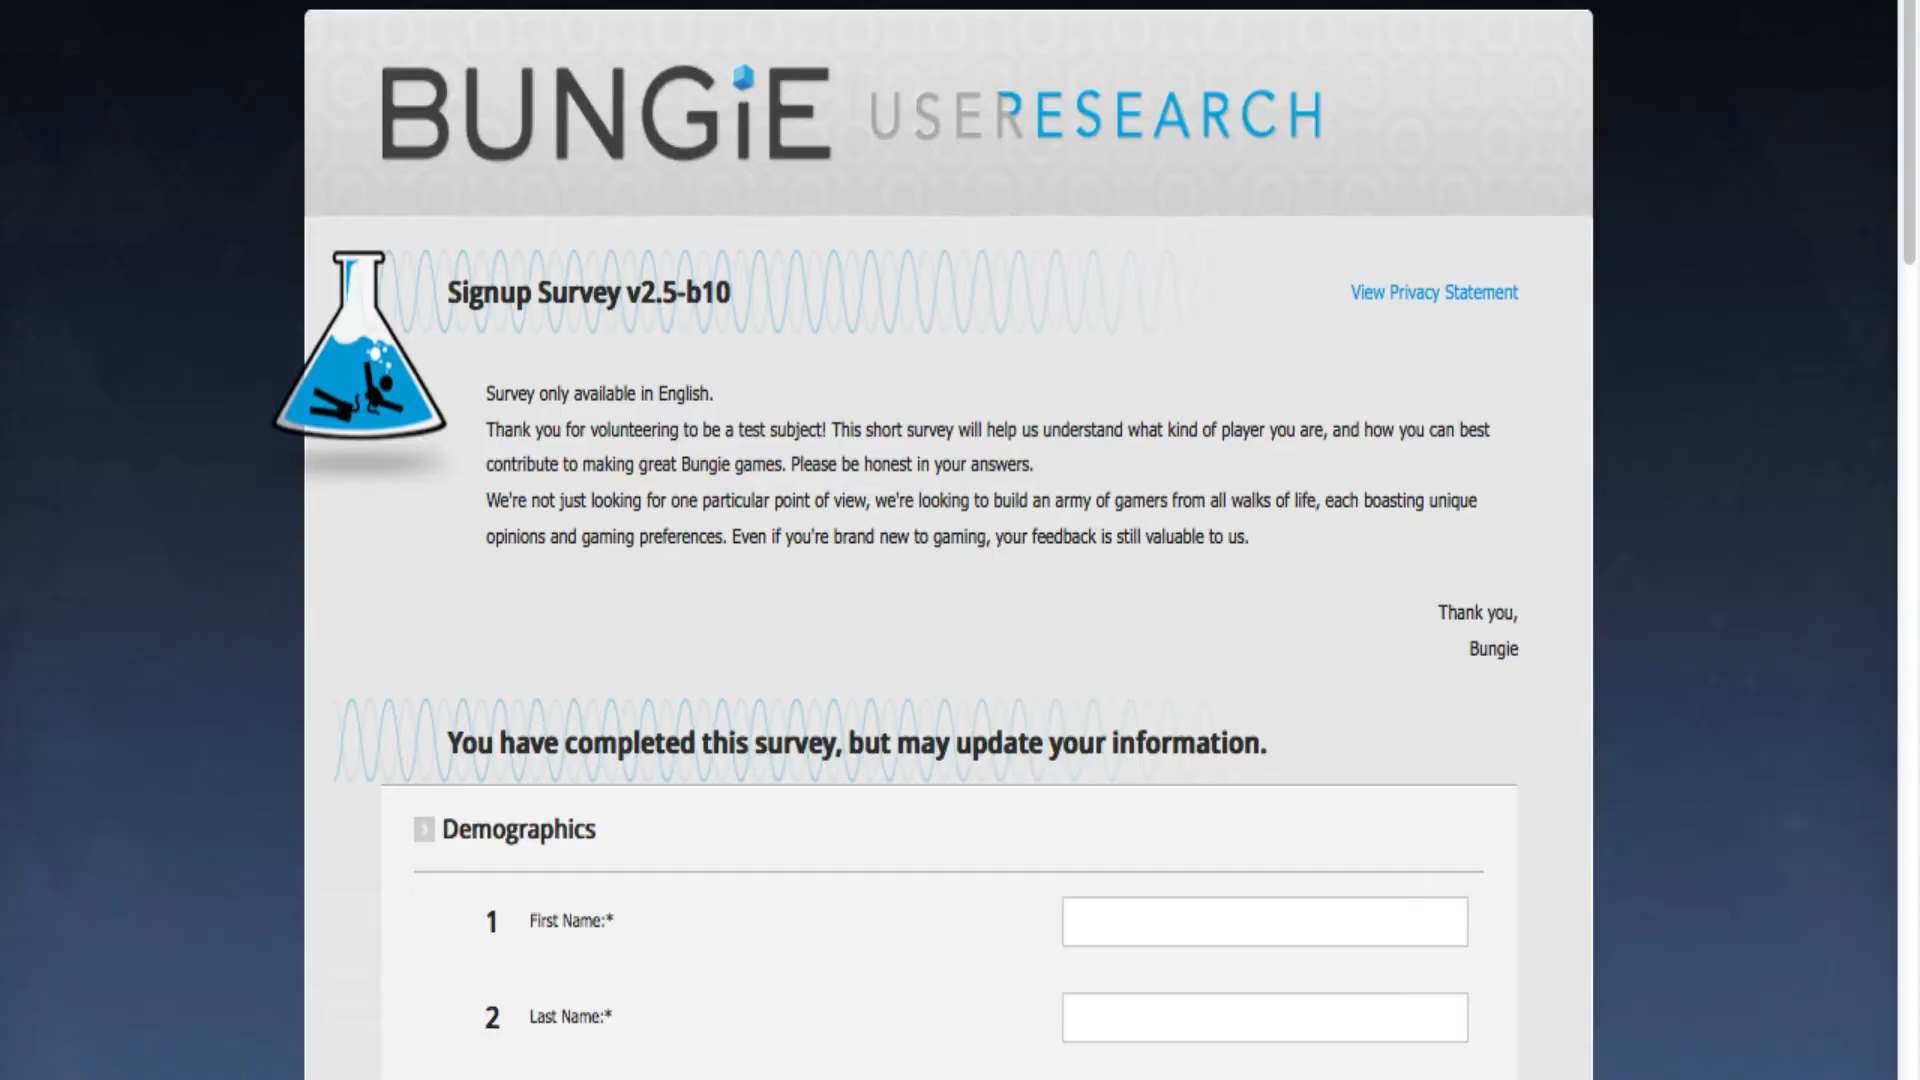 BUNGiE USERESEARCH
Signup Survey v2.5-b10
View Privacy Statement
Survey only available in English.
Thank you for volunteering to be a test subject! This short survey will help us understand what kind of player you are, and how you can best
contribute to making great Bungie games. Please be honest in your answers.
We're not just looking for one particular point of view, we're looking to build an army of gamers from all walks of life, each boasting unique
opinions and gaming preferences. Even if you're brand new to gaming, your feedback is still valuable to us.
Thank you,
Bungie
You have completed this survey, but may update your information.
Demographics
1 First Name:*
2 Last Name:*